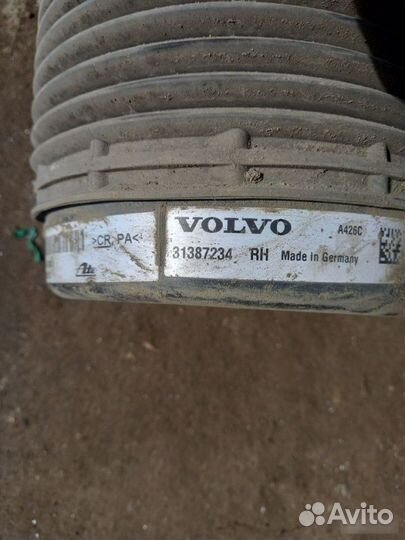 VOLVO A426C
31387234 RH Made in Germany
>CR, PA<
Avito